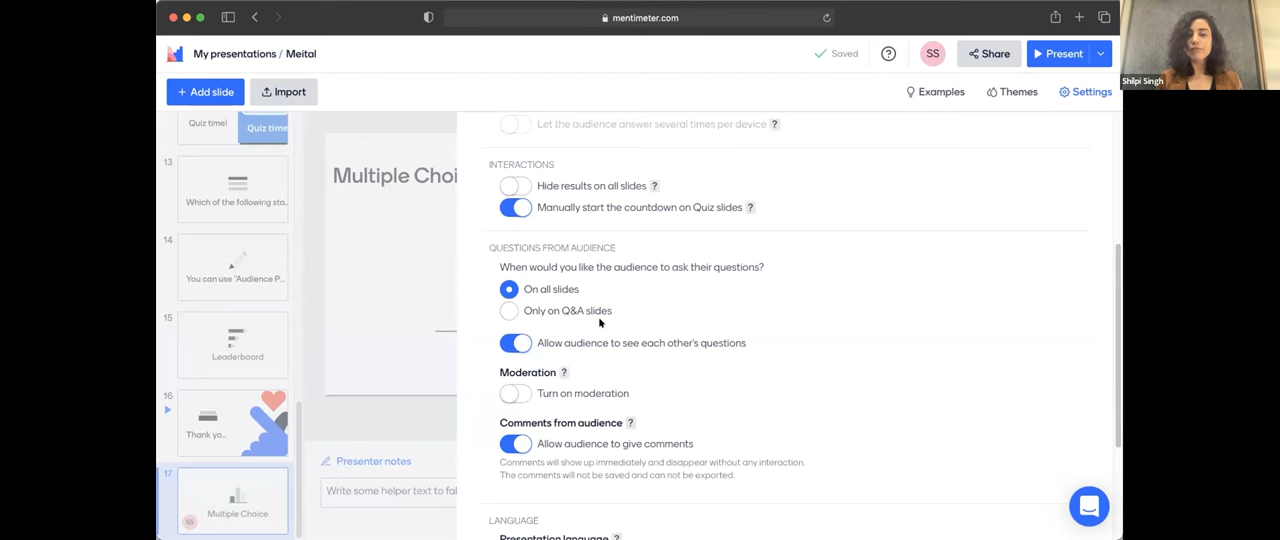 mentimeter.com
My presentations / Meital
Saved
SS
Share
Present
Shilpi Singh
+ Add slide
Import
Examples
Themes
Settings
Quiz time!
Quiz time
13
Which of the following sta..
14
You can use "Audience P...
15
Leaderboard
16
Thank yo...
17
Multiple Choice
SS
Multiple Choi
Presenter notes
Write some helper text to fal
Let the audience answer several times per device ?
INTERACTIONS
Hide results on all slides ?
Manually start the countdown on Quiz slides ?
QUESTIONS FROM AUDIENCE
When would you like the audience to ask their questions?
On all slides
Only on Q&A slides
Allow audience to see each other's questions
Moderation ?
Turn on moderation
Comments from audience ?
Allow audience to give comments
Comments will show up immediately and disappear without any interaction.
The comments will not be saved and can not be exported.
LANGUAGE
Presentation language ?